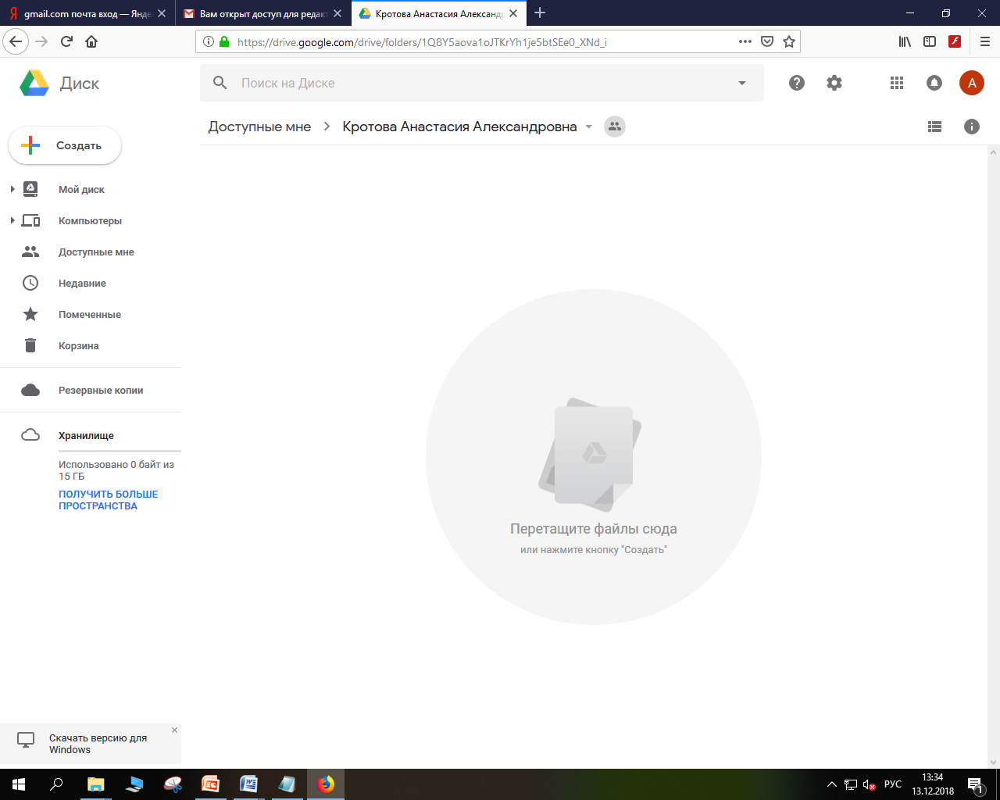 gmail.com почта вход — Янде
Вам открыт доступ для редакт
Кротова Анастасия Александр
https://drive.google.com/drive/folders/1Q8Y5aova1oJTKrYh1je5btSEe0_XNd_i
Диск
Поиск на Диске
А
Доступные мне
Кротова Анастасия Александровна
Создать
Мой диск
Компьютеры
Доступные мне
Недавние
Помеченные
Корзина
Резервные копии
Хранилище
Использовано 0 байт из
15 ГБ
ПОЛУЧИТЬ БОЛЬШЕ
ПРОСТРАНСТВА
Перетащите файлы сюда
или нажмите кнопку "Создать"
Скачать версию для
Windows
РУС
13:34
13.12.2018
1